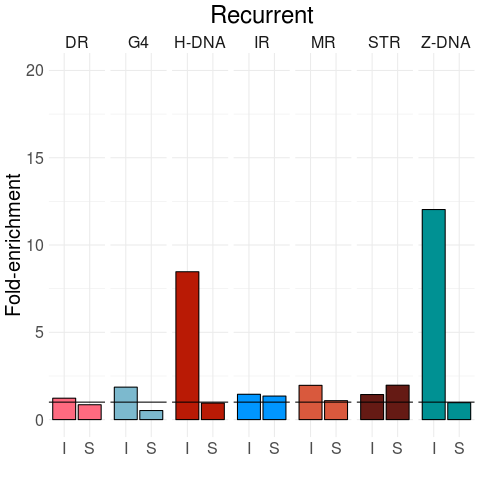 Recurrent
DR G4 H-DNA IR MR STR Z-DNA
Fold-enrichment
20
15
10
5
0
I S I S I S I S I S I S I S